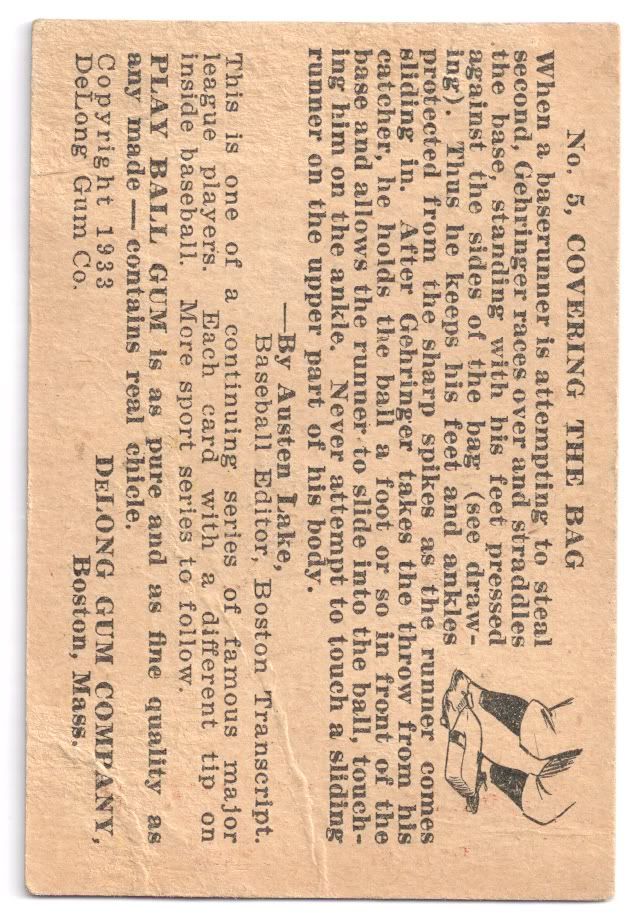 No. 5, COVERING THE BAG
When a baserunner is attempting to steal
second, Gehringer races over and straddles
the base, standing with his feet pressed
against the sides of the bag (see draw-
ing). Thus he keeps his feet and ankles
protected from the sharp spikes as the runner comes
sliding in. After Gehringer takes the throw from his
catcher, he holds the ball a foot or so in front of the
base and allows the runner to slide into the ball, touch-
ing him on the ankle. Never attempt to touch a sliding
runner on the upper part of his body.
—By Austen Lake,
Baseball Editor, Boston Transcript.
This is one of a continuing series of famous major
league players. Each card with a different tip on
inside baseball. More sport series to follow.
PLAY BALL GUM is as pure and as fine quality as
any made — contains real chicle.
DELONG GUM COMPANY,
Copyright 1933
Boston, Mass.
DeLong Gum Co.